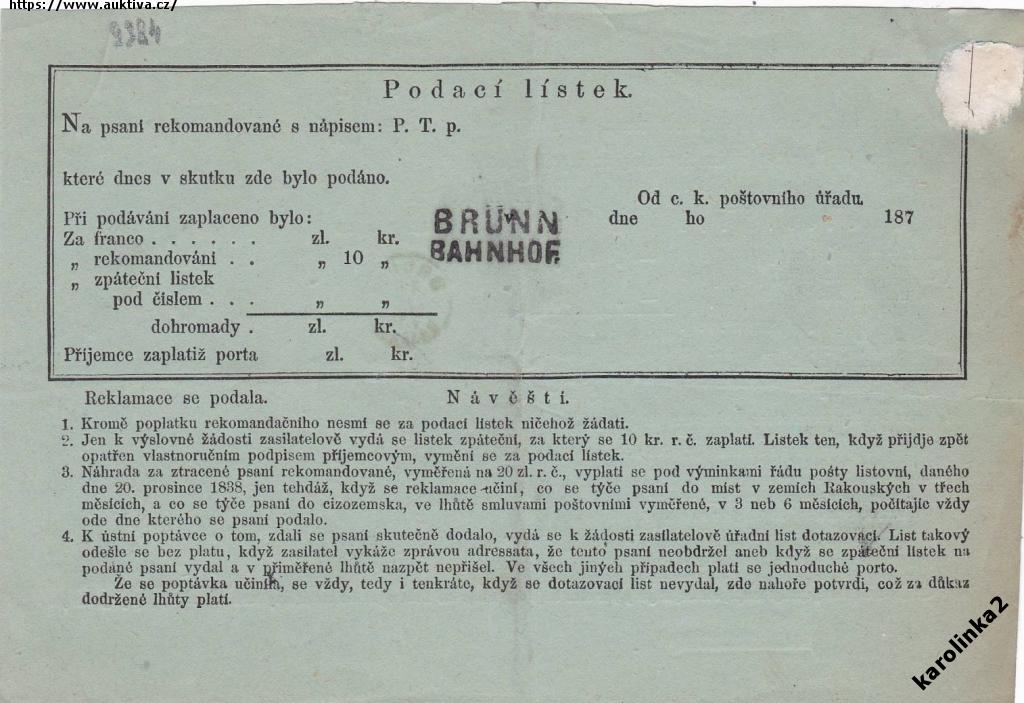 https://www.auktiva.cz/
2384
Podací lístek.
Na psaní rekomandované s nápisem: P. T. p.
které dnes v skutku zde bylo podáno.
Od c. k. poštovního úřadu
Při podávání zaplaceno bylo: BRÜNN dne ho 187
Za franco . . . . . . zl. kr. BAHNHOF.
„ rekomandování . . „ 10 „
„ zpáteční listek
pod číslem . . . „ „
dohromady . zl. kr.
Příjemce zaplatiž porta zl. kr.
Reklamace se podala. Návěští.
1. Kromě poplatku rekomandačního nesmí se za podací lístek ničehož žádati.
2. Jen k výslovné žádosti zasilatelově vydá se listek zpáteční, za který se 10 kr. r. č. zaplatí. Listek ten, když přijdje zpět
opatřen vlastnoručním podpisem příjemcovým, vymění se za podací lístek.
3. Náhrada za ztracené psaní rekomandované, vyměřená na 20 zl. r. č., vyplatí se pod výminkami řádu pošty listovní, daného
dne 20. prosince 1838, jen tehdáž, když se reklamace učiní, co se týče psaní do míst v zemích Rakouských v třech
měsících, a co se týče psaní do cizozemska, ve lhůtě smluvami poštovními vyměřené, v 3 neb 6 měsících, počítajíc vždy
ode dne kterého se psaní podalo.
4. K ústní poptávce o tom, zdali se psaní skutečně dodalo, vydá se k žádosti zasílatelově úřadní list dotazovací. List takový
odešle se bez platu, když zasilatel vykáže zprávou adressata, že tento psaní neobdržel aneb když se zpáteční lístek na
podané psaní vydal a v přiměřené lhůtě nazpět nepřišel. Ve všech jiných případech platí se jednoduché porto.
Že se poptávka učinila, se vždy, tedy i tenkráte, když se dotazovací list nevydal, zde nahoře potvrdi, což za důkaz
dodržené lhůty platí.
karolinka2